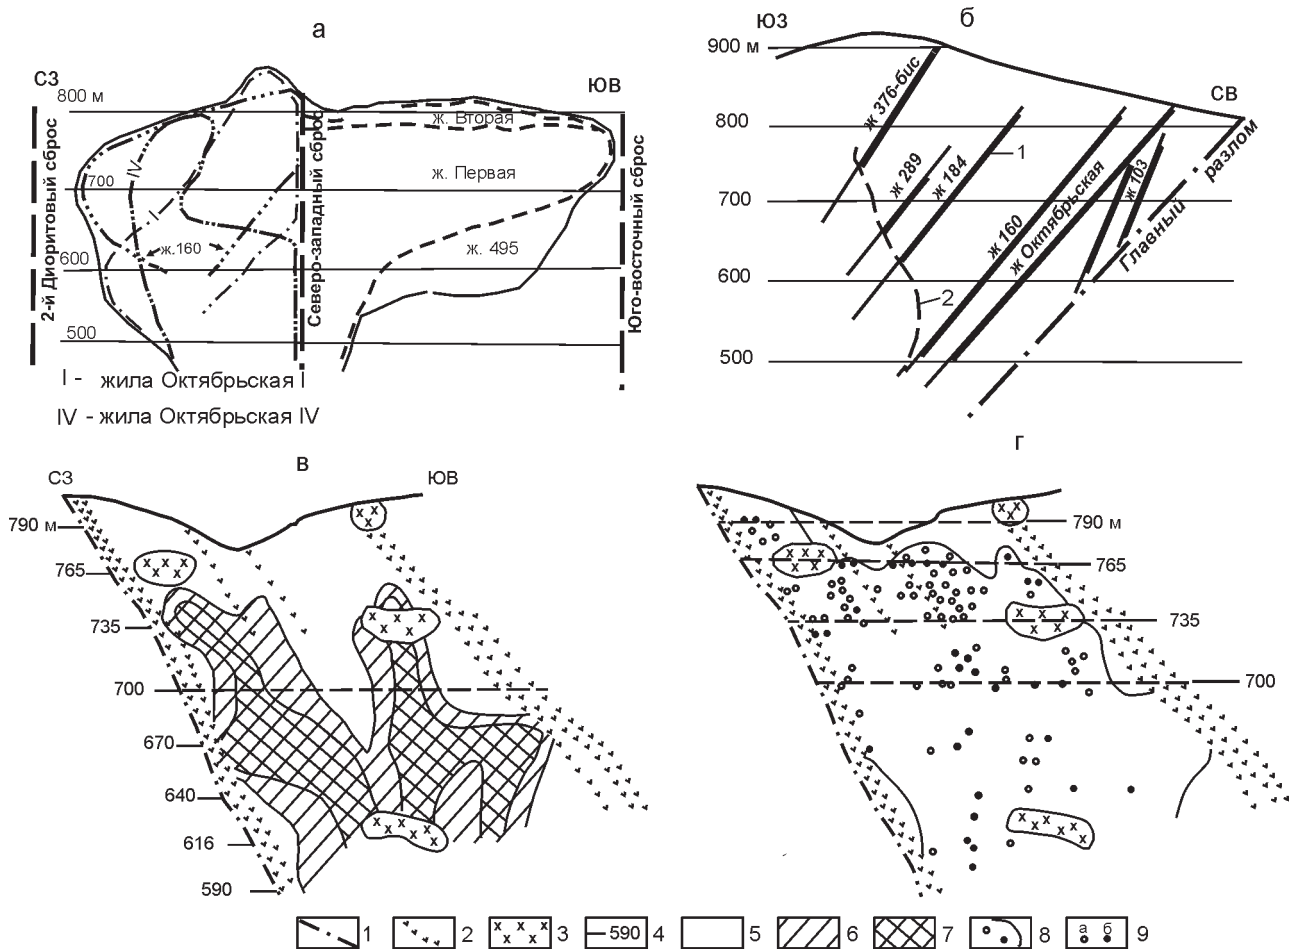 а
СЗ
ЮВ
800 м
700
600
500
2-й Диоритовый сброс
Северо-западный сброс
Юго-восточный сброс
ж. Вторая
ж. Первая
ж. 495
ж.160
IV
I
I - жила Октябрьская I
IV - жила Октябрьская IV
б
ЮЗ
СВ
900 м
800
700
600
500
ж 376-бис
ж 289
ж 184
1
ж 160
ж Октябрьская
ж 103
Главный разлом
2
в
СЗ
ЮВ
790 м
765
735
700
670
640
616
590
г
790 м
765
735
700
1
2
3
590 4
5
6
7
8
а б 9